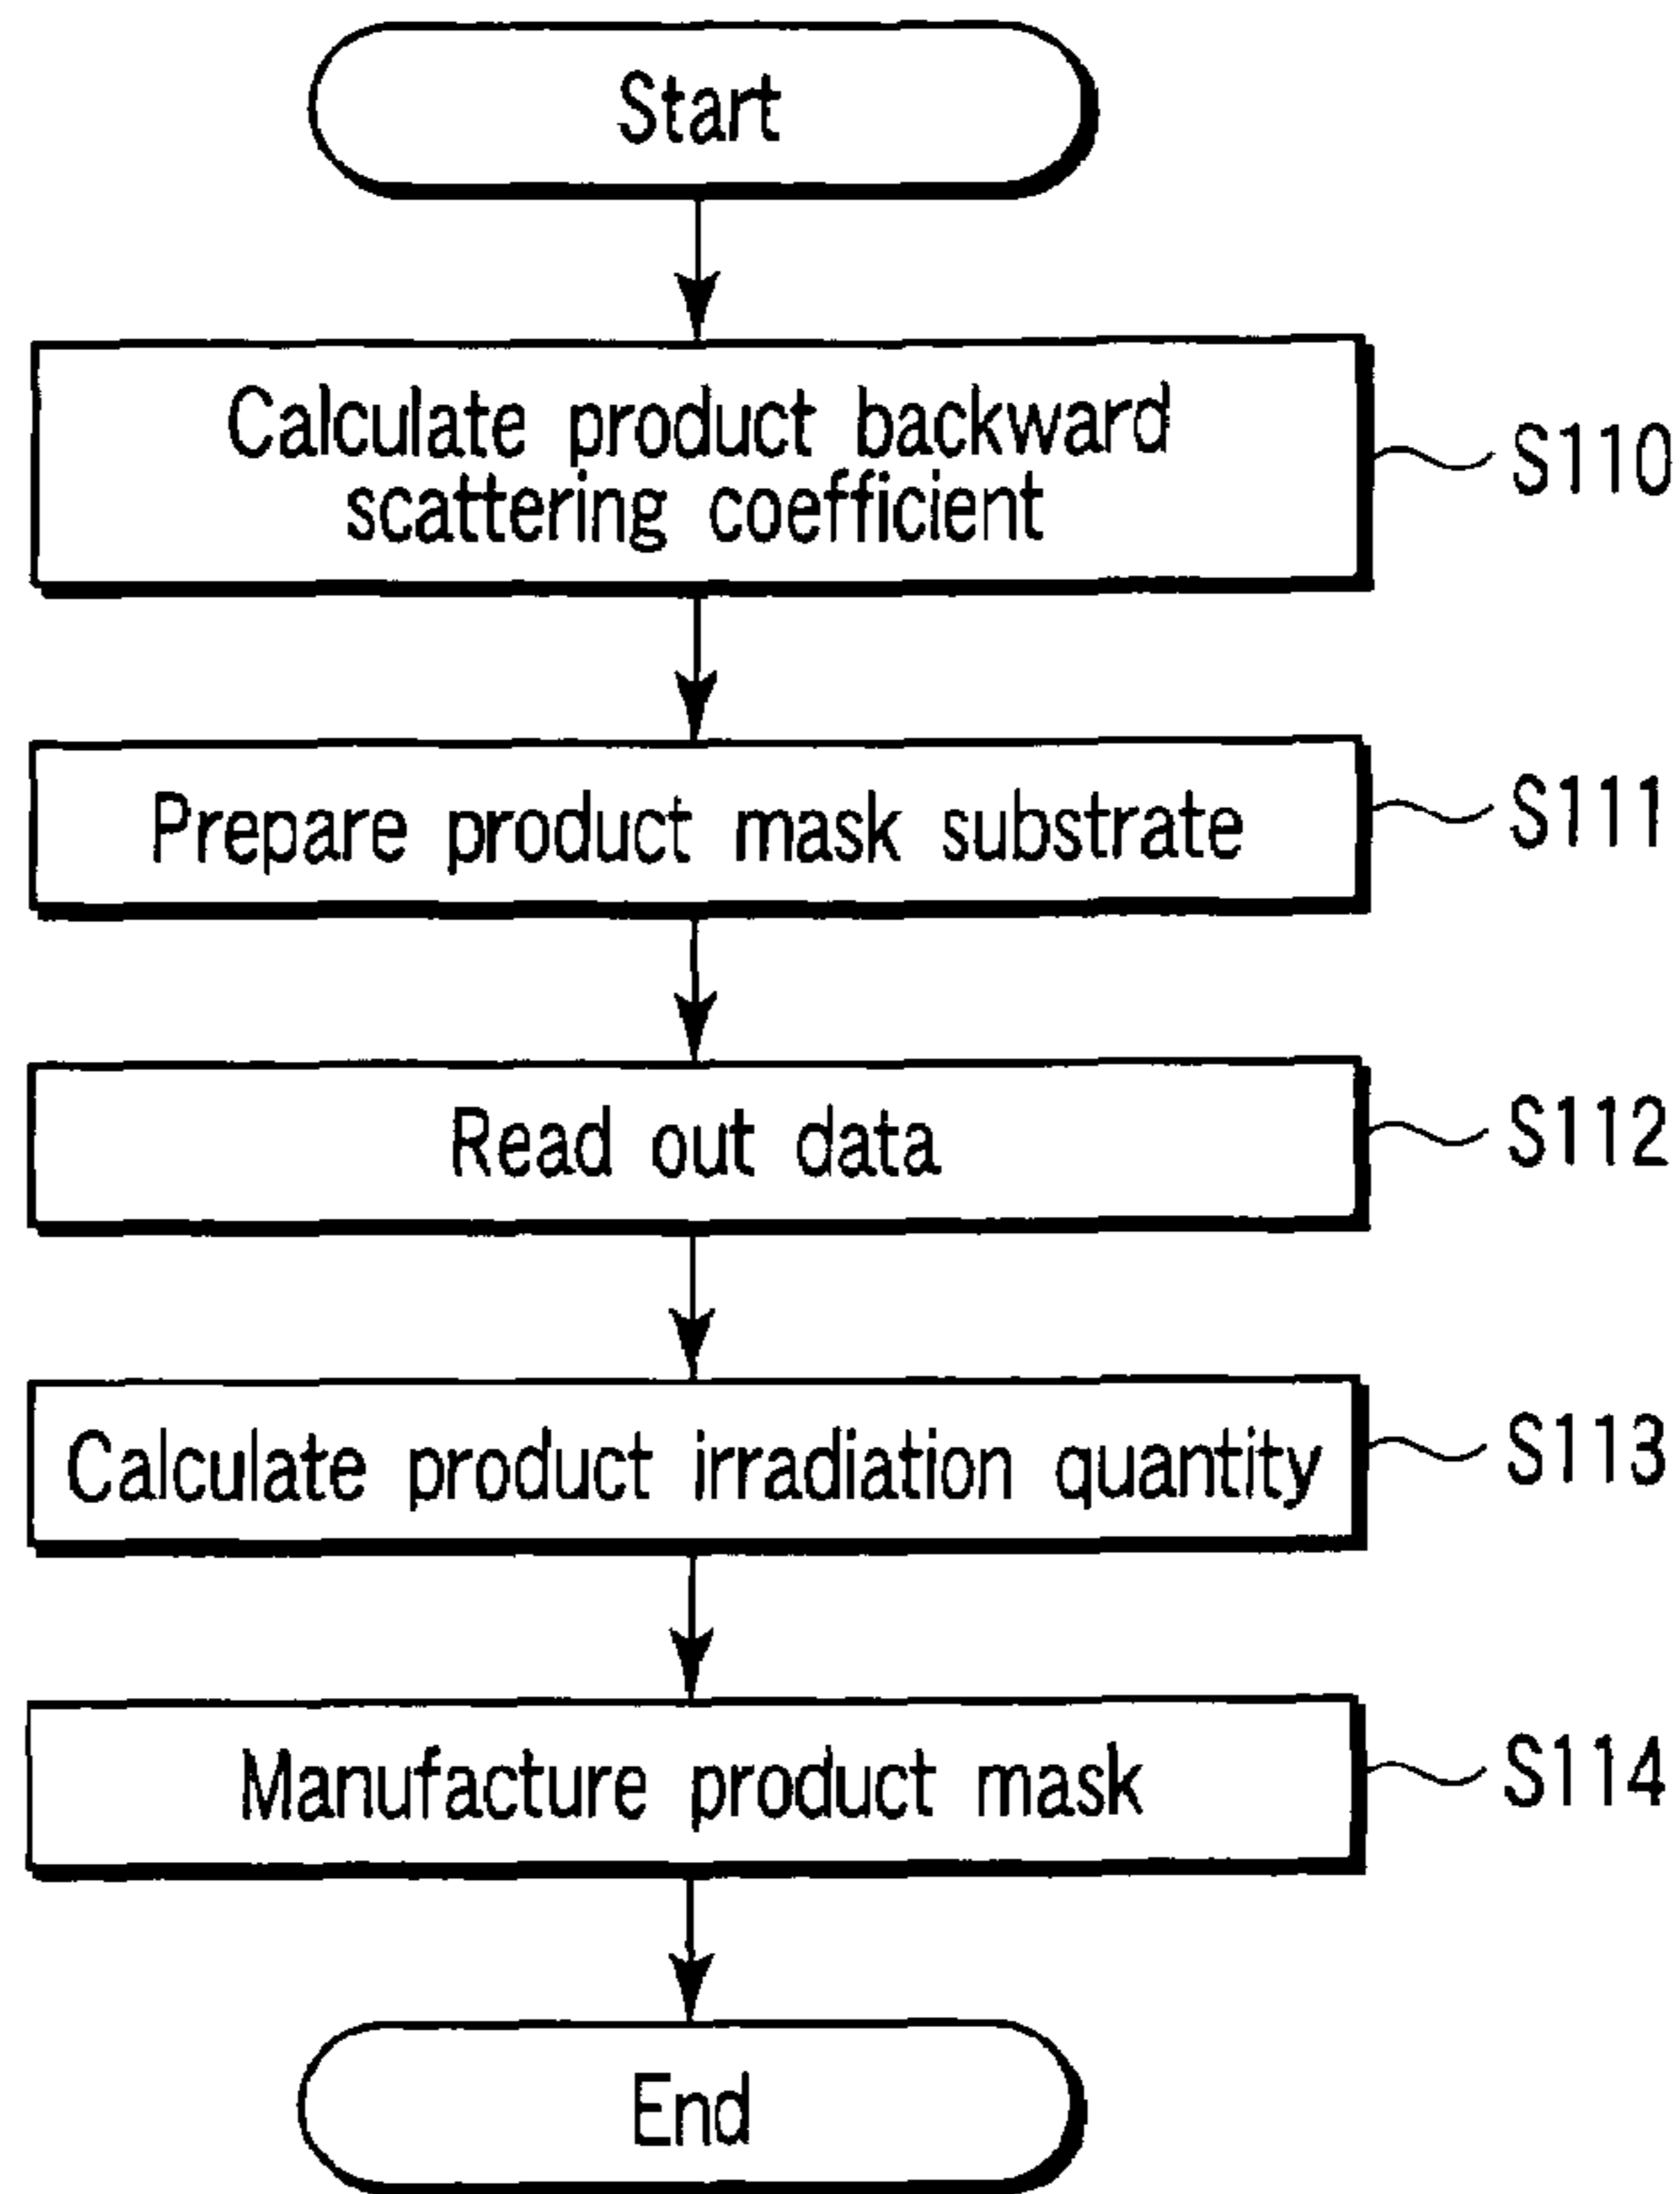 Start
Calculate product backward
scattering coefficient
S110
Prepare product mask substrate
S111
Read out data
S112
Calculate product irradiation quantity
S113
Manufacture product mask
S114
End